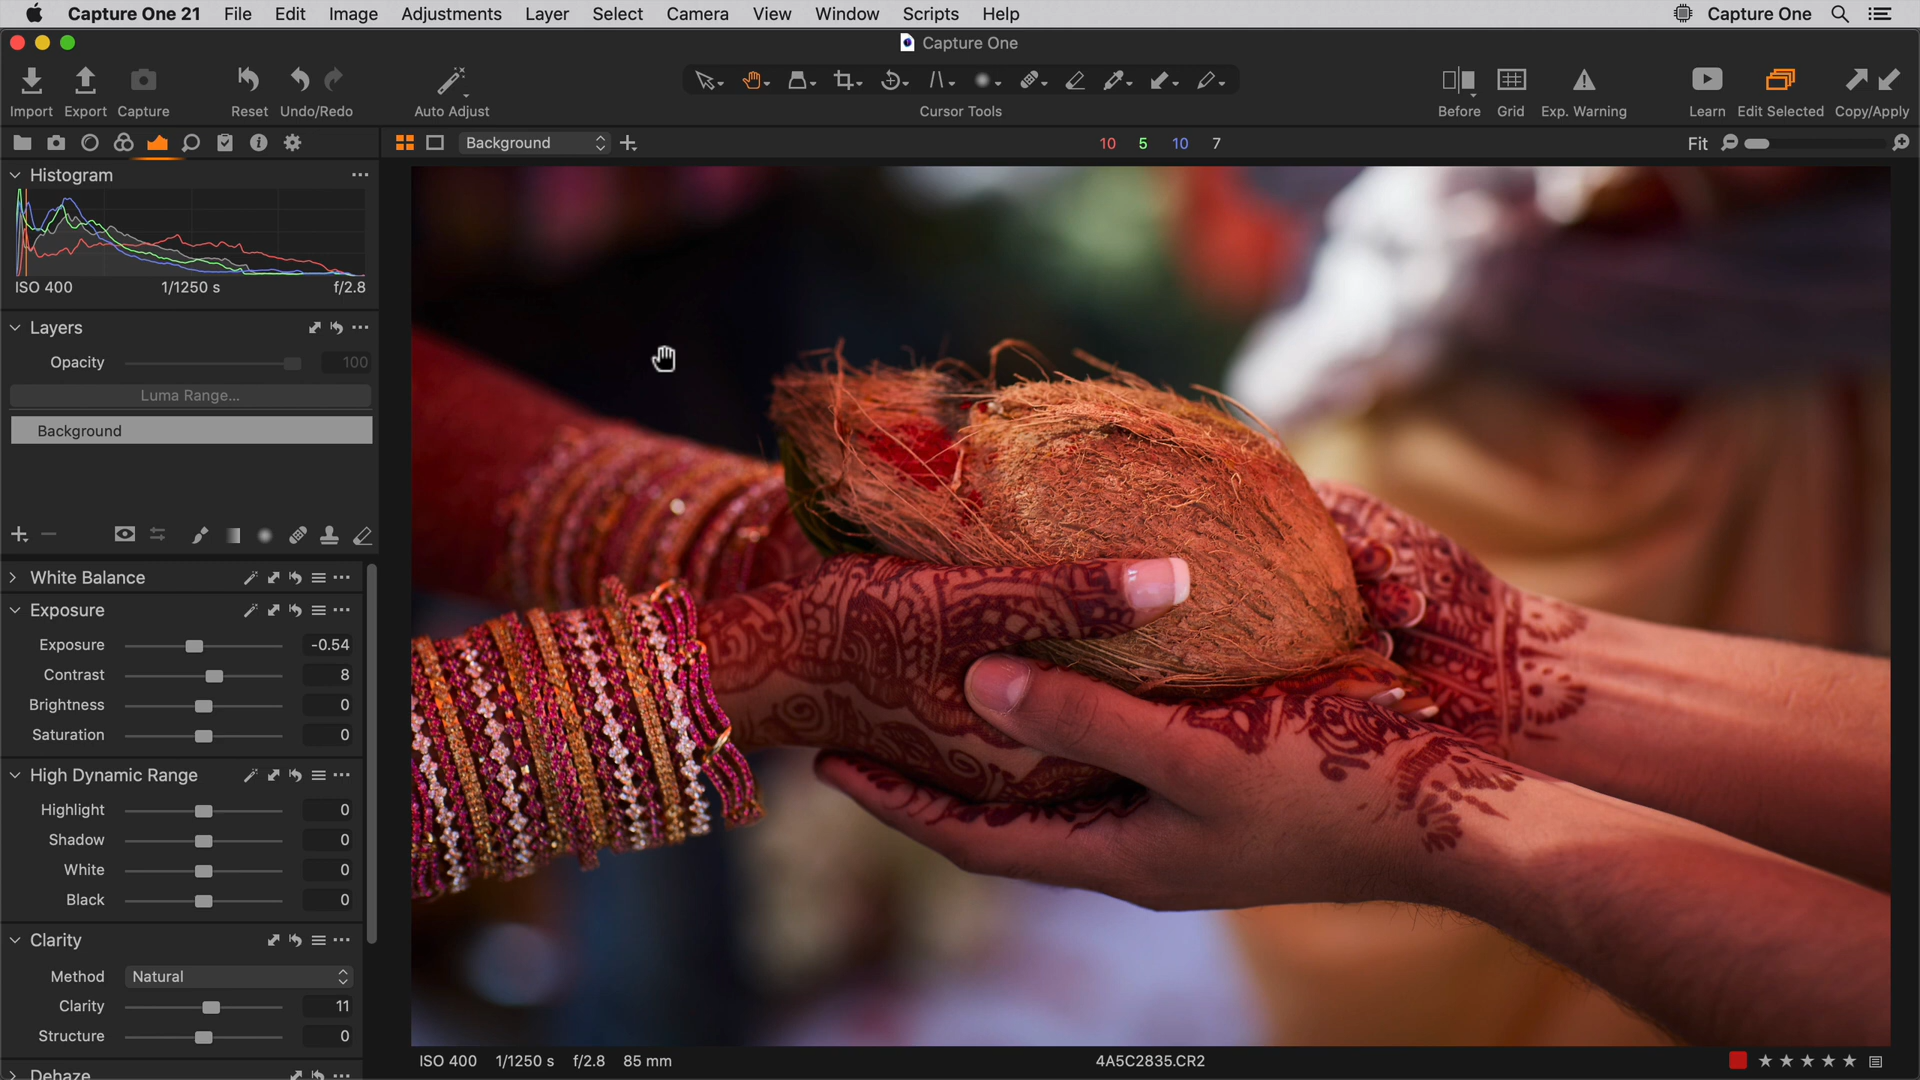 Capture One 21 File Edit Image Adjustments Layer Select Camera View Window Scripts Help Capture One
Capture One
Import Export Capture Reset Undo/Redo Auto Adjust Cursor Tools Before Grid Exp. Warning Learn Edit Selected Copy/Apply
Background 10 5 10 7 Fit
Histogram
ISO 400 1/1250 s f/2.8
Layers
Opacity 100
Luma Range...
Background
White Balance
Exposure
Exposure -0.54
Contrast 8
Brightness 0
Saturation 0
High Dynamic Range
Highlight 0
Shadow 0
White 0
Black 0
Clarity
Method Natural
Clarity 11
Structure 0
Dehaze
ISO 400 1/1250 s f/2.8 85 mm 4A5C2835.CR2